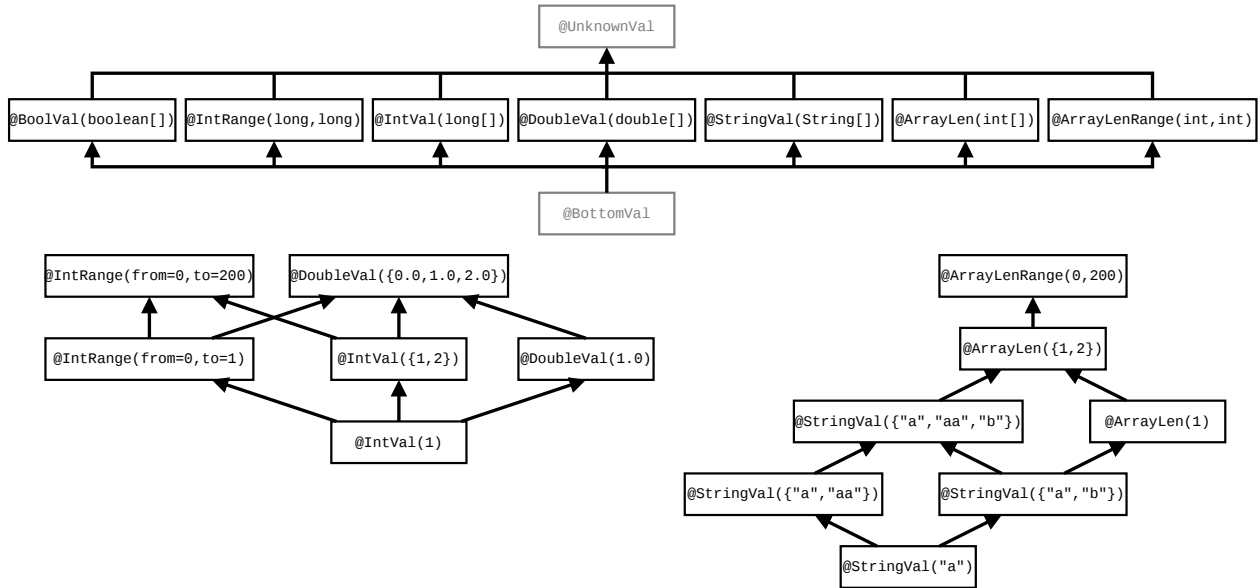 @UnknownVal
@BoolVal(boolean[])
@IntRange(long,long)
@IntVal(long[])
@DoubleVal(double[])
@StringVal(String[])
@ArrayLen(int[])
@ArrayLenRange(int,int)
@BottomVal
@IntRange(from=0,to=200)
@DoubleVal({0.0,1.0,2.0})
@IntRange(from=0,to=1)
@IntVal({1,2})
@DoubleVal(1.0)
@IntVal(1)
@ArrayLenRange(0,200)
@ArrayLen({1,2})
@StringVal({"a","aa","b"})
@ArrayLen(1)
@StringVal({"a","aa"})
@StringVal({"a","b"})
@StringVal("a")